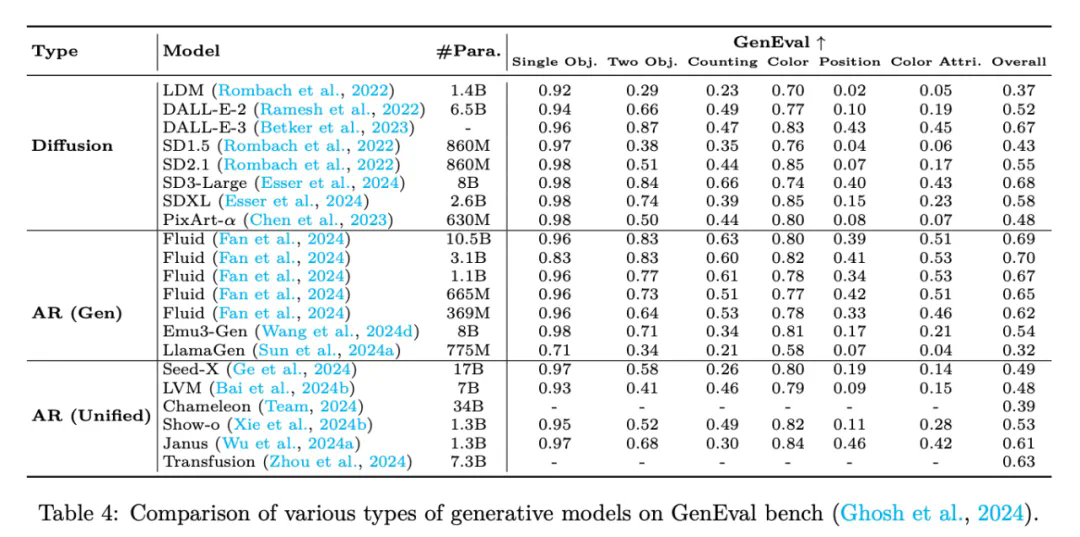 Type Model #Para. GenEval ↑
Single Obj. Two Obj. Counting Color Position Color Attri. Overall
LDM (Rombach et al., 2022) 1.4B 0.92 0.29 0.23 0.70 0.02 0.05 0.37
DALL-E-2 (Ramesh et al., 2022) 6.5B 0.94 0.66 0.49 0.77 0.10 0.19 0.52
DALL-E-3 (Betker et al., 2023) - 0.96 0.87 0.47 0.83 0.43 0.45 0.67
Diffusion SD1.5 (Rombach et al., 2022) 860M 0.97 0.38 0.35 0.76 0.04 0.06 0.43
SD2.1 (Rombach et al., 2022) 860M 0.98 0.51 0.44 0.85 0.07 0.17 0.55
SD3-Large (Esser et al., 2024) 8B 0.98 0.84 0.66 0.74 0.40 0.43 0.68
SDXL (Esser et al., 2024) 2.6B 0.98 0.74 0.39 0.85 0.15 0.23 0.58
PixArt-α (Chen et al., 2023) 630M 0.98 0.50 0.44 0.80 0.08 0.07 0.48
Fluid (Fan et al., 2024) 10.5B 0.96 0.83 0.63 0.80 0.39 0.51 0.69
Fluid (Fan et al., 2024) 3.1B 0.83 0.83 0.60 0.82 0.41 0.53 0.70
Fluid (Fan et al., 2024) 1.1B 0.96 0.77 0.61 0.78 0.34 0.53 0.67
Fluid (Fan et al., 2024) 665M 0.96 0.73 0.51 0.77 0.42 0.51 0.65
AR (Gen) Fluid (Fan et al., 2024) 369M 0.96 0.64 0.53 0.78 0.33 0.46 0.62
Emu3-Gen (Wang et al., 2024d) 8B 0.98 0.71 0.34 0.81 0.17 0.21 0.54
LlamaGen (Sun et al., 2024a) 775M 0.71 0.34 0.21 0.58 0.07 0.04 0.32
Seed-X (Ge et al., 2024) 17B 0.97 0.58 0.26 0.80 0.19 0.14 0.49
LVM (Bai et al., 2024b) 7B 0.93 0.41 0.46 0.79 0.09 0.15 0.48
AR (Unified) Chameleon (Team, 2024) 34B - - - - - - 0.39
Show-o (Xie et al., 2024b) 1.3B 0.95 0.52 0.49 0.82 0.11 0.28 0.53
Janus (Wu et al., 2024a) 1.3B 0.97 0.68 0.30 0.84 0.46 0.42 0.61
Transfusion (Zhou et al., 2024) 7.3B - - - - - - 0.63
Table 4: Comparison of various types of generative models on GenEval bench (Ghosh et al., 2024).